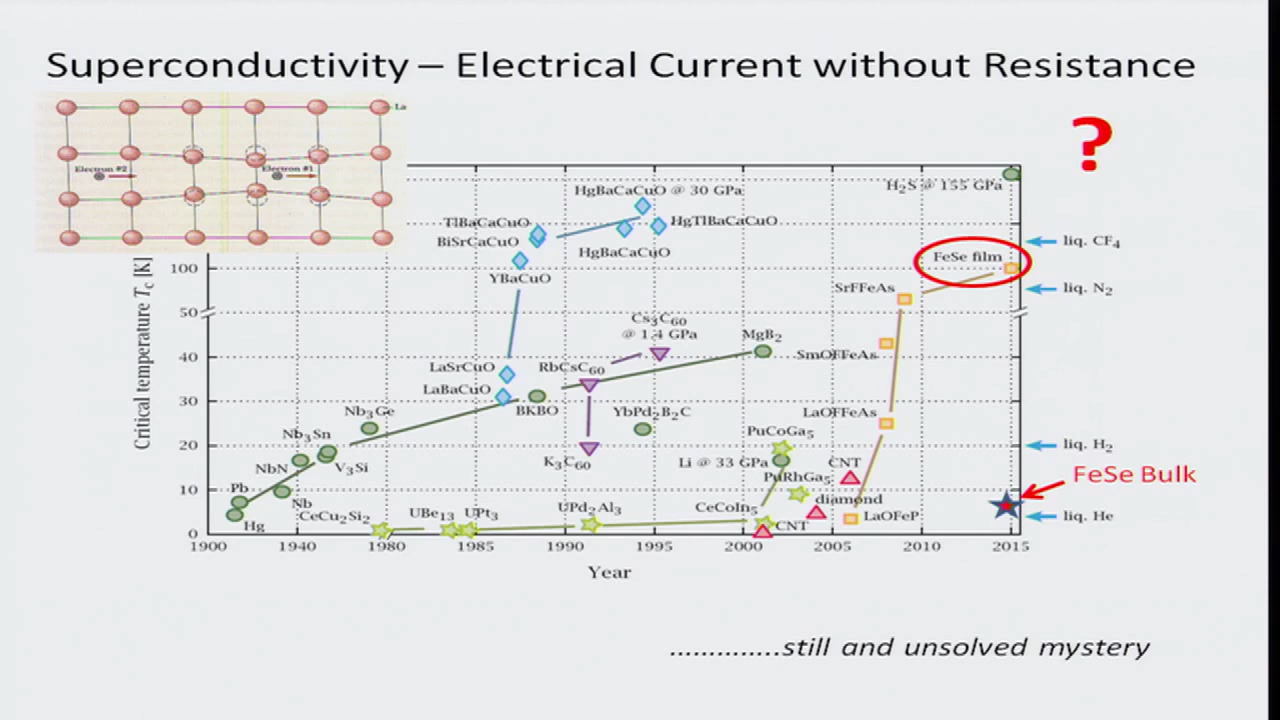 Superconductivity – Electrical Current without Resistance
La
Electron #2
Electron #1
?
HgBaCaCuO @ 30 GPa
H2S @ 155 GPa
TlBaCaCuO
HgTlBaCaCuO
BiSrCaCuO
HgBaCaCuO
liq. CF4
FeSe film
100
YBaCuO
SrFFeAs
liq. N2
50
Cs3C60
@ 1.4 GPa
MgB2
40
SmOFFeAs
LaSrCuO
RbCsC60
LaBaCuO
30
BKBO
YbPd2B2C
Nb3Ge
LaOFFeAs
Nb3Sn
PuCoGa5
20
liq. H2
V3Si
NbN
K3C60
Li @ 33 GPa
CNT
PuRhGa5
FeSe Bulk
Pb
10
Nb
diamond
CeCu2Si2
UBe13
UPt3
UPd2Al3
CeCoIn5
LaOFeP
liq. He
Hg
CNT
0
1900
1940
1980
1985
1990
1995
2000
2005
2010
2015
Critical temperature Tc [K]
Year
..............still and unsolved mystery